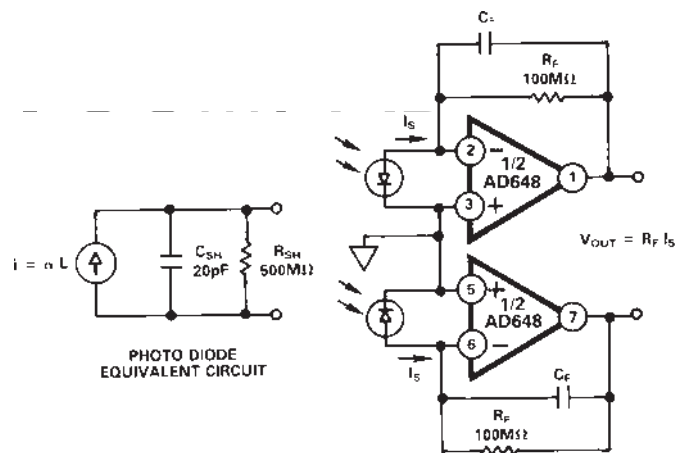 i = α L
CSH
20pF
RSH
500MΩ
PHOTO DIODE
EQUIVALENT CIRCUIT
CF
RF
100MΩ
IS
2
−
1/2
AD648
1
3
+
VOUT = RF IS
5
+
1/2
AD648
7
6
−
IS
CF
RF
100MΩ